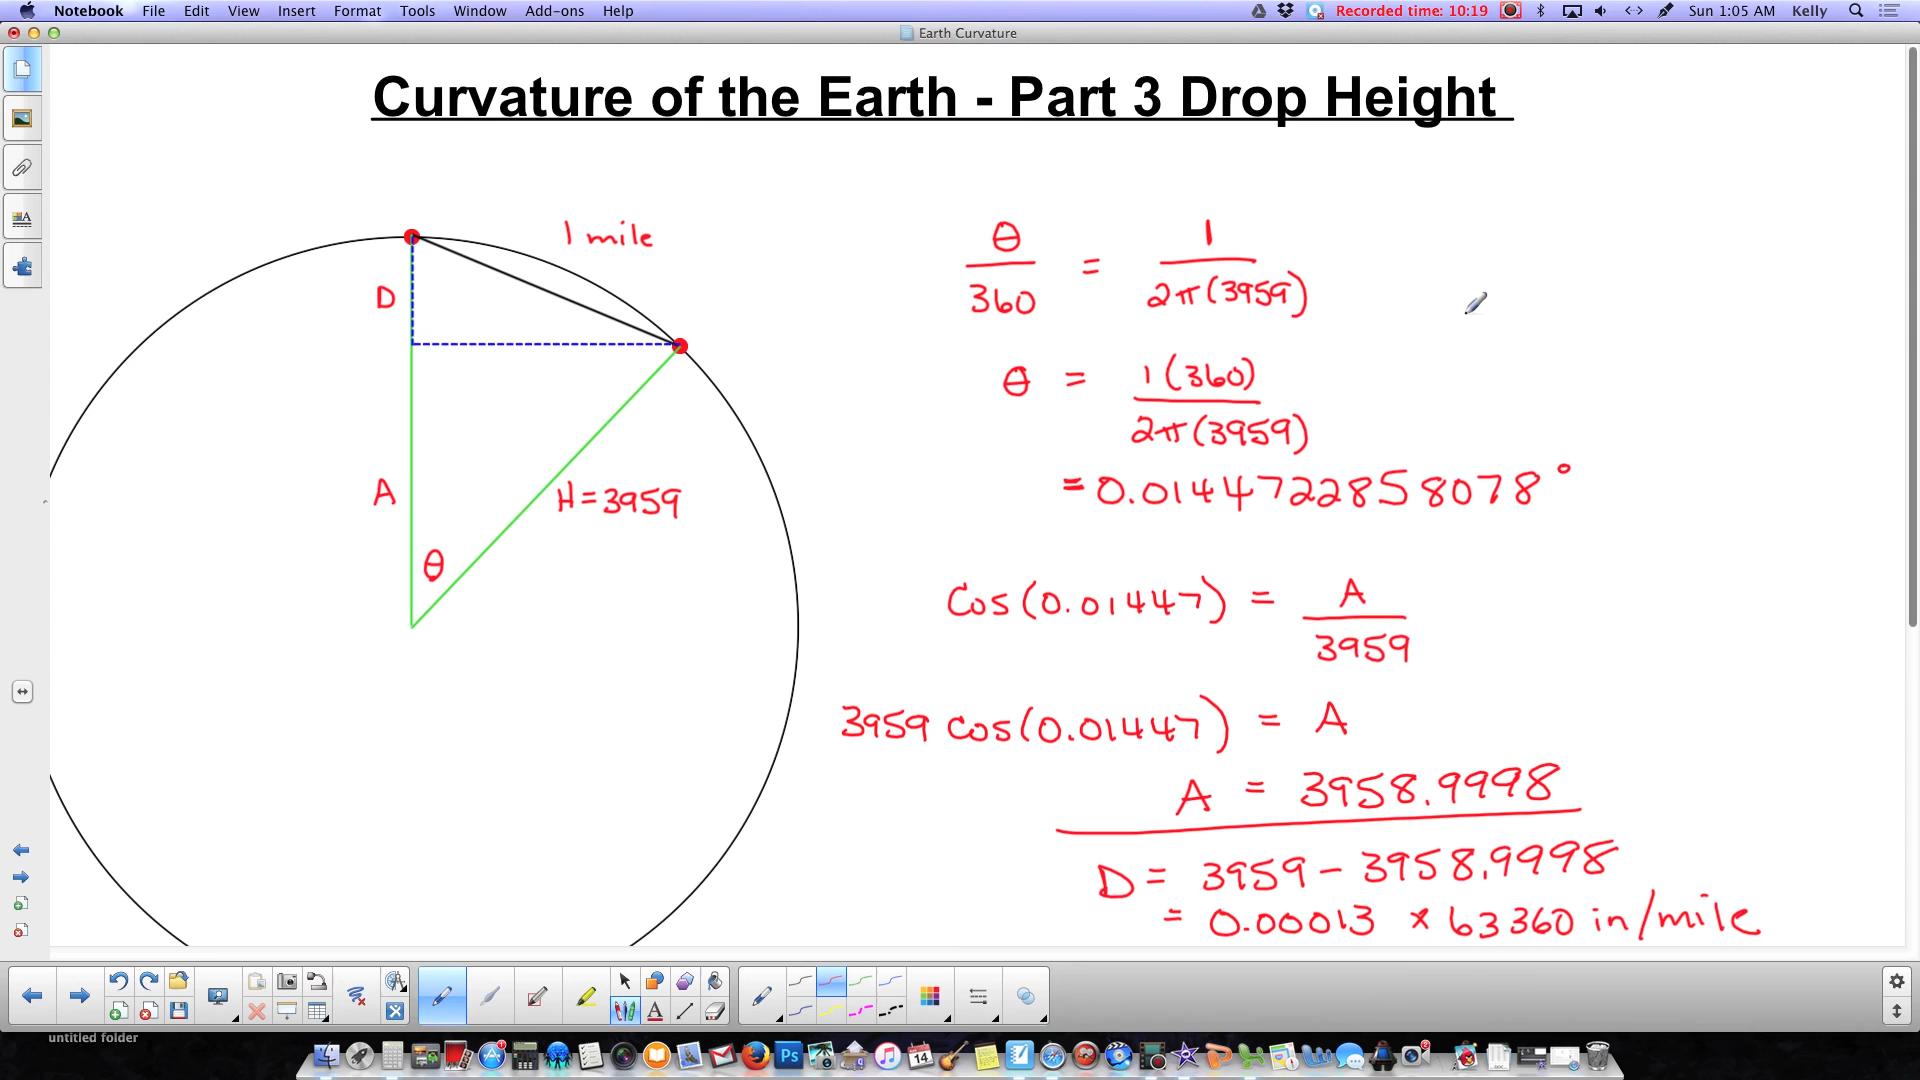 Notebook File Edit View Insert Format Tools Window Add-ons Help Recorded time: 10:19 Sun 1:05 AM Kelly
Earth Curvature
Curvature of the Earth - Part 3 Drop Height
1 mile
D
A
H = 3959
θ
θ/360 = 1/2π(3959)
θ = 1(360)/2π(3959)
= 0.0144722858078°
Cos(0.01447) = A/3959
3959 cos(0.01447) = A
A = 3958.9998
D = 3959 - 3958.9998
= 0.00013 × 63360 in/mile
untitled folder